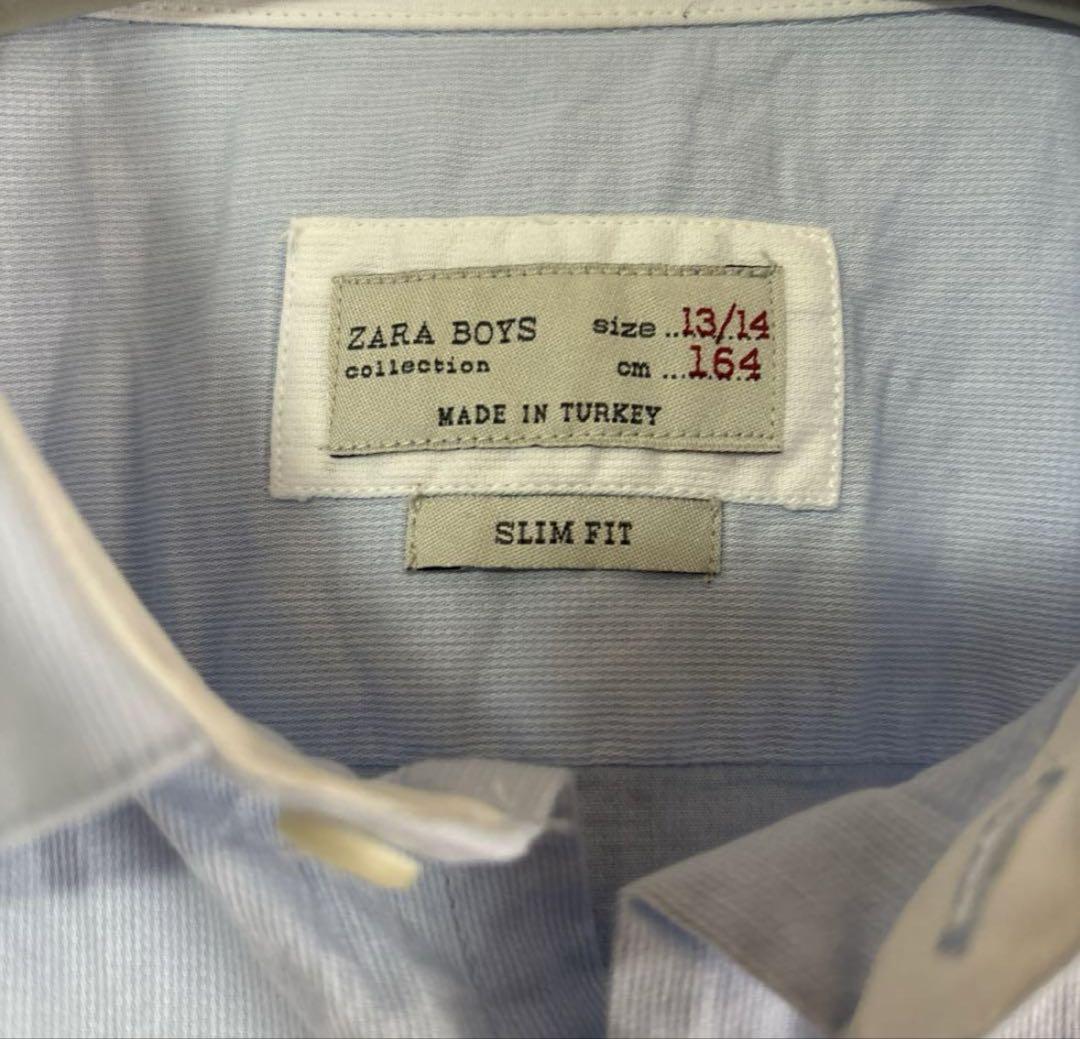 ZARA BOYS size ..13/14
collection cm ...164
MADE IN TURKEY
SLIM FIT